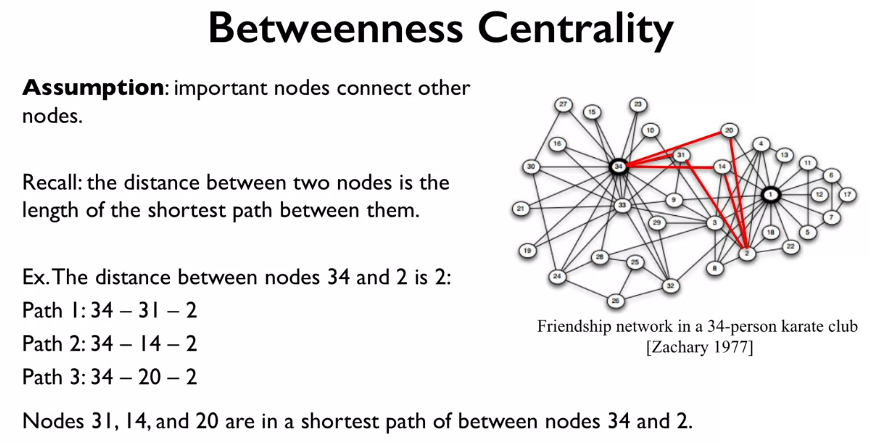 Betweenness Centrality
Assumption: important nodes connect other
nodes.
Recall: the distance between two nodes is the
length of the shortest path between them.
Ex. The distance between nodes 34 and 2 is 2:
Path 1: 34 – 31 – 2
Path 2: 34 – 14 – 2
Path 3: 34 – 20 – 2
Nodes 31, 14, and 20 are in a shortest path of between nodes 34 and 2.
27
15
23
10
20
16
4
31
13
30
34
14
11
6
1
12
17
9
21
33
3
7
29
18
5
19
2
22
28
25
8
24
32
26
Friendship network in a 34-person karate club
[Zachary 1977]